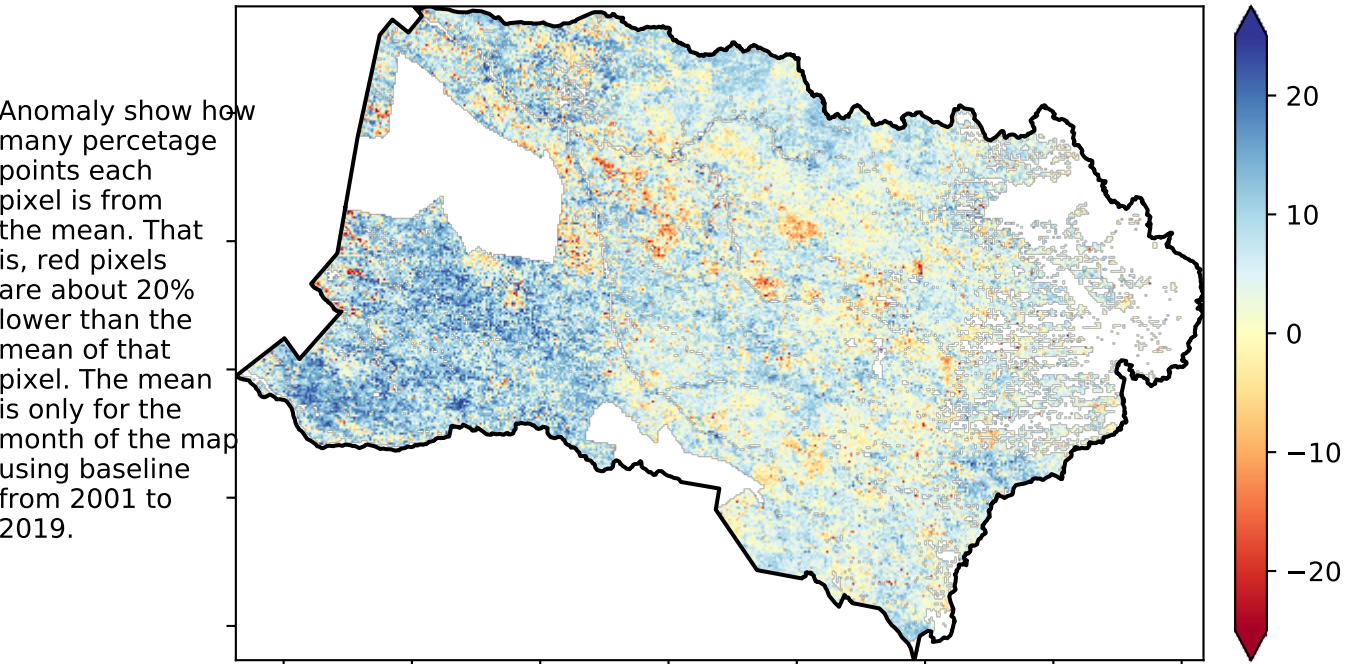 Anomaly show how
many percetage
points each
pixel is from
the mean. That
is, red pixels
are about 20%
lower than the
mean of that
pixel. The mean
is only for the
month of the map
using baseline
from 2001 to
2019.
20
10
0
−10
−20